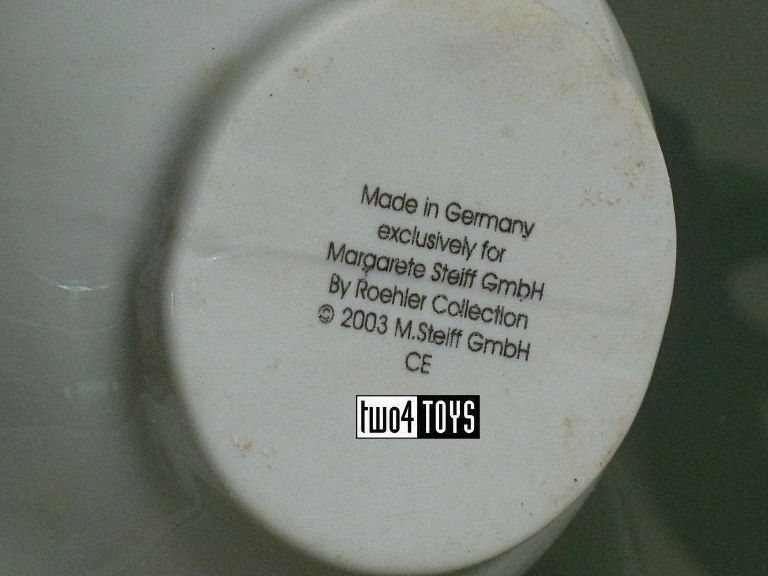 Made in Germany
exclusively for
Margarete Steiff GmbH
By Roehler Collection
© 2003 M.Steiff GmbH
CE
two4TOYS